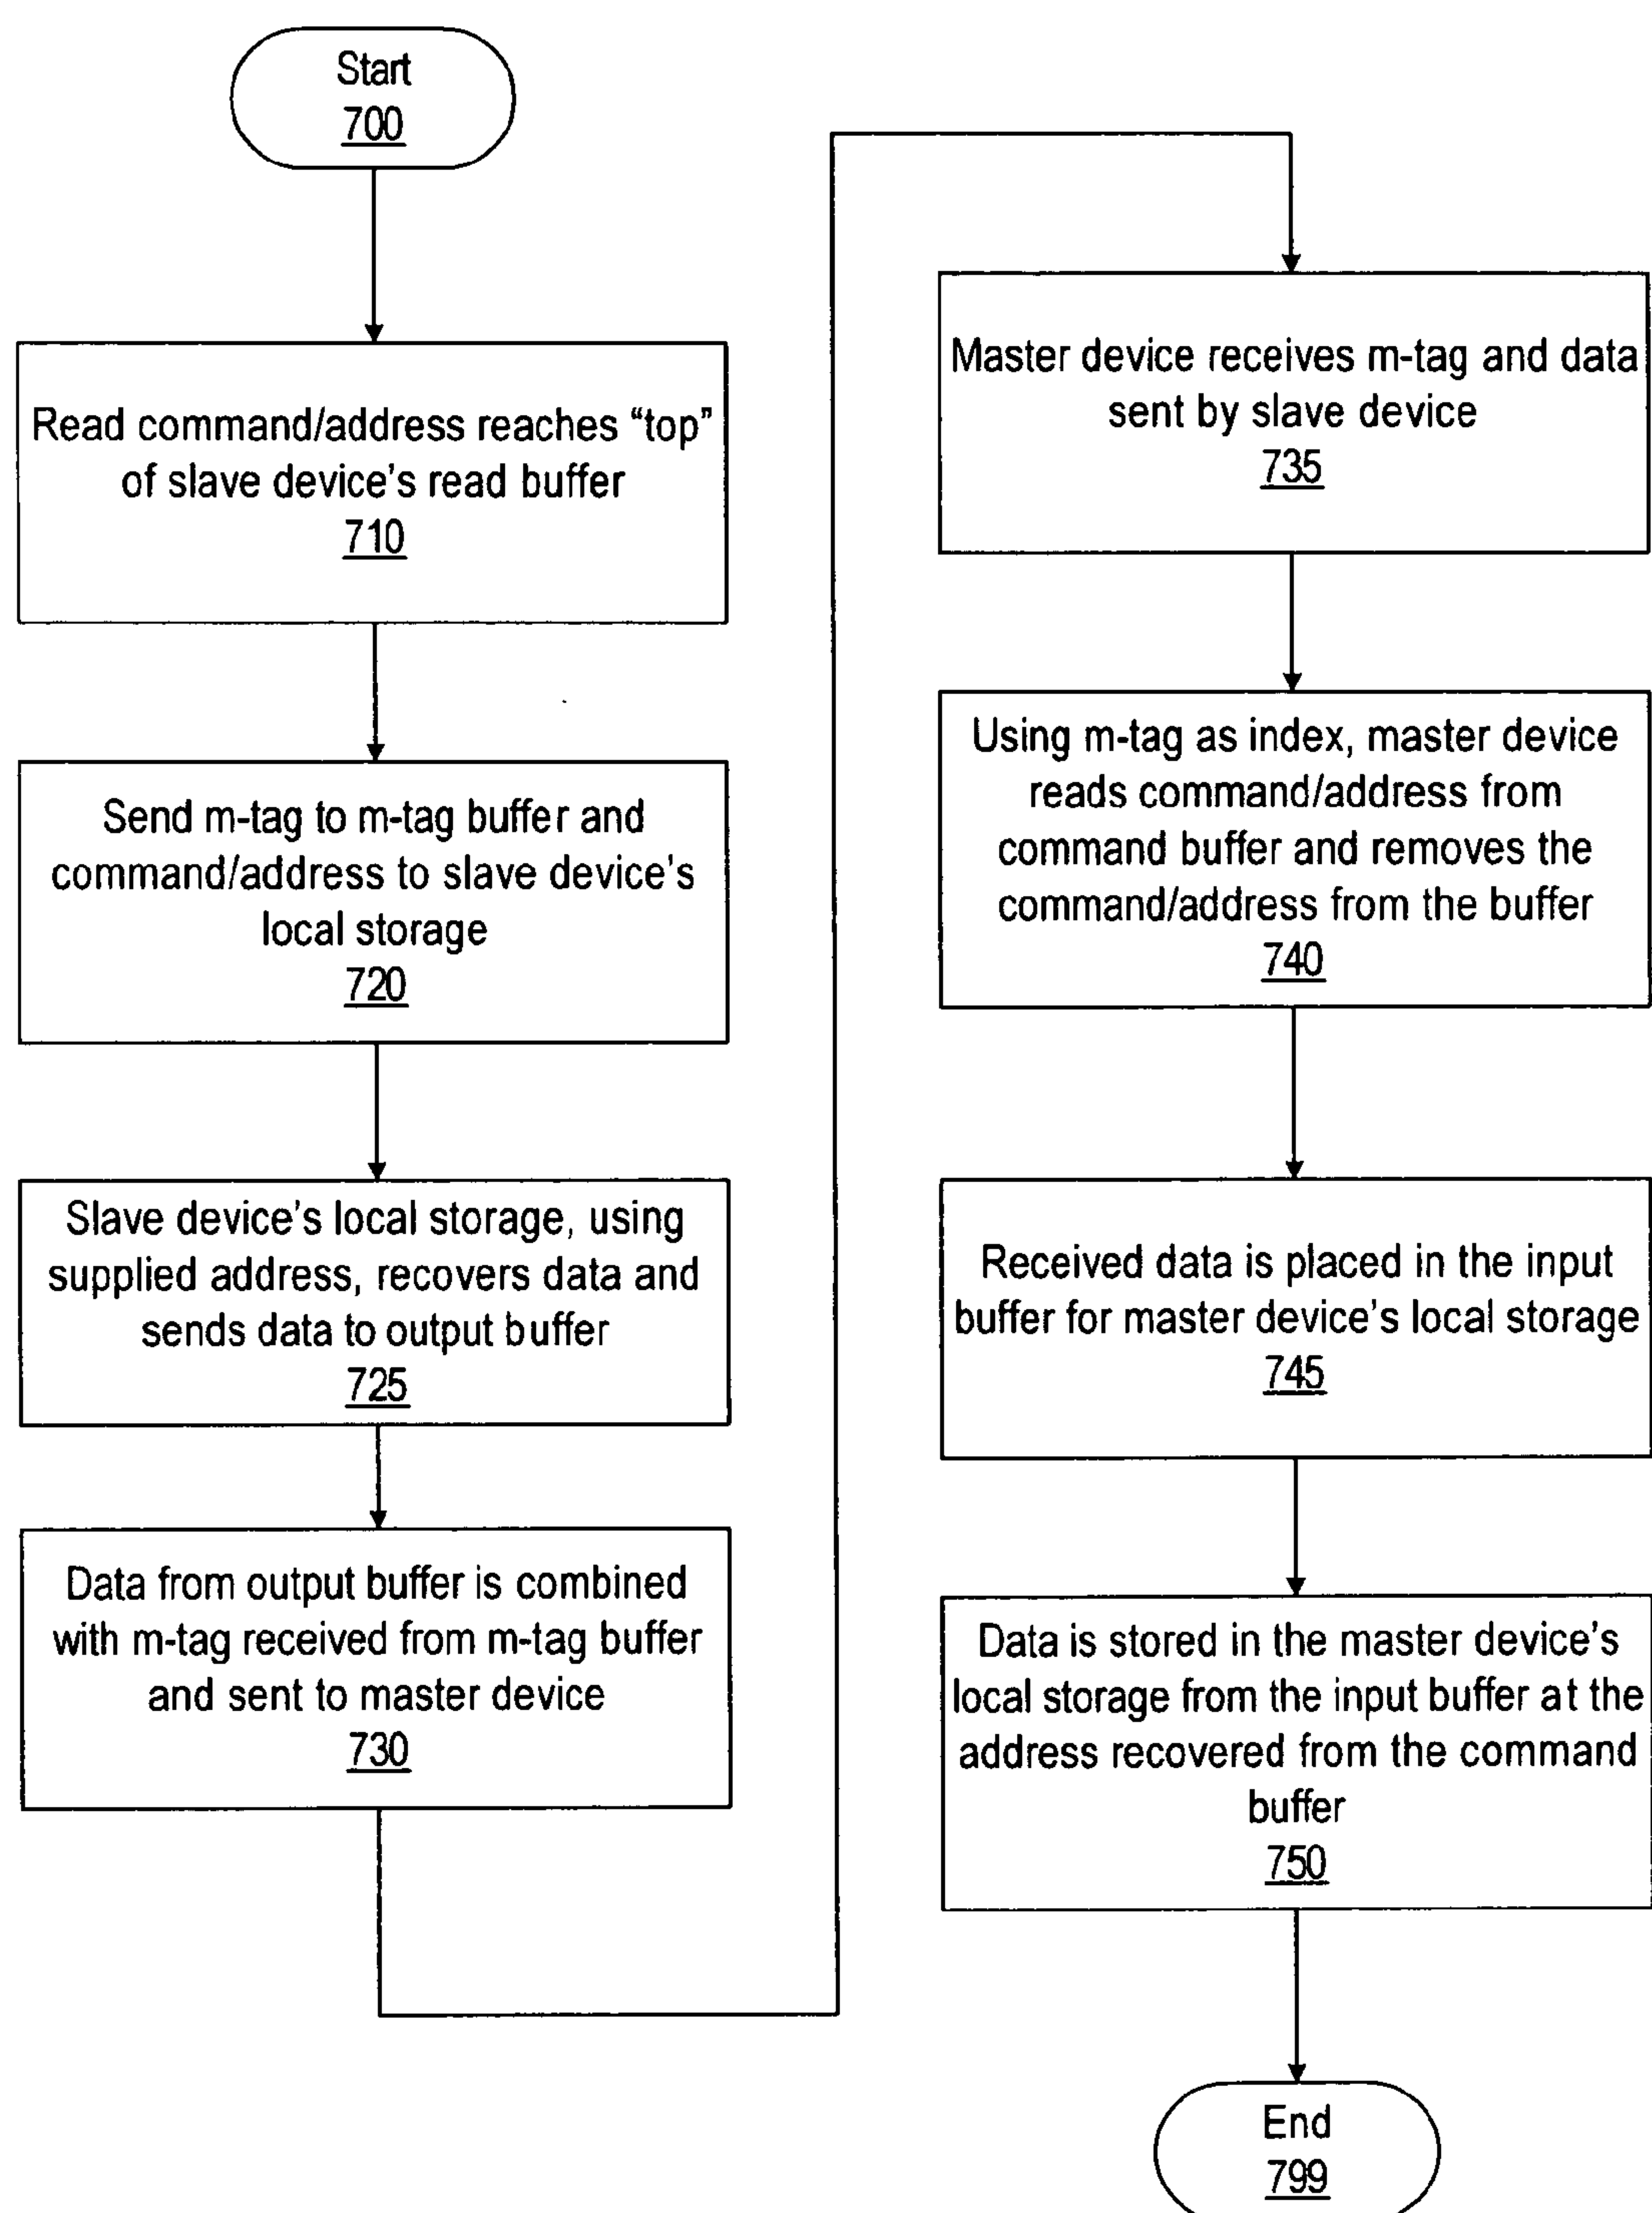 Start
700
Read command/address reaches “top”
of slave device’s read buffer
710
Send m-tag to m-tag buffer and
command/address to slave device’s
local storage
720
Slave device’s local storage, using
supplied address, recovers data and
sends data to output buffer
725
Data from output buffer is combined
with m-tag received from m-tag buffer
and sent to master device
730
Master device receives m-tag and data
sent by slave device
735
Using m-tag as index, master device
reads command/address from
command buffer and removes the
command/address from the buffer
740
Received data is placed in the input
buffer for master device’s local storage
745
Data is stored in the master device’s
local storage from the input buffer at the
address recovered from the command
buffer
750
End
799